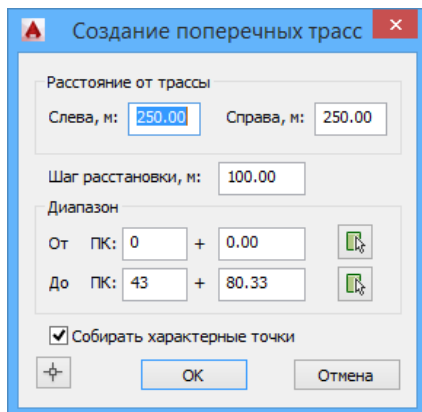 Создание поперечных трасс
Расстояние от трассы
Слева, м: 250.00 Справа, м: 250.00
Шаг расстановки, м: 100.00
Диапазон
От ПК: 0 + 0.00
До ПК: 43 + 80.33
Собирать характерные точки
ОК Отмена